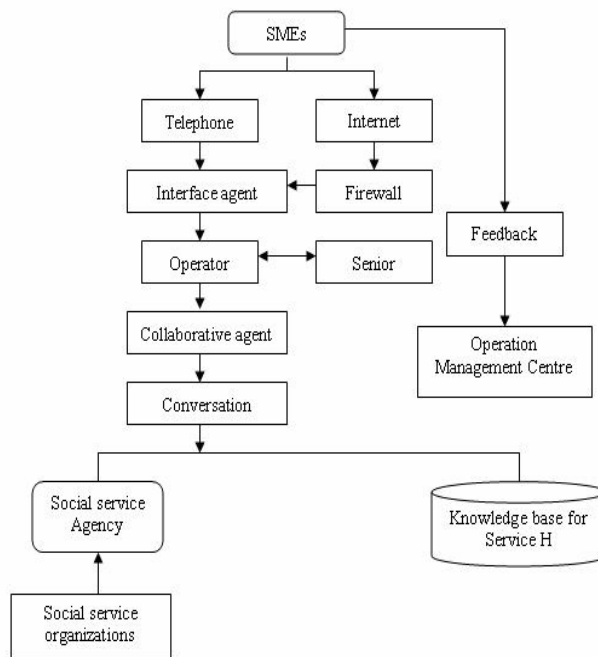 SMEs
Telephone
Internet
Interface agent
Firewall
Feedback
Operator
Senior
Collaborative agent
Operation
Management Centre
Conversation
Social service
Agency
Knowledge base for
Service H
Social service
organizations